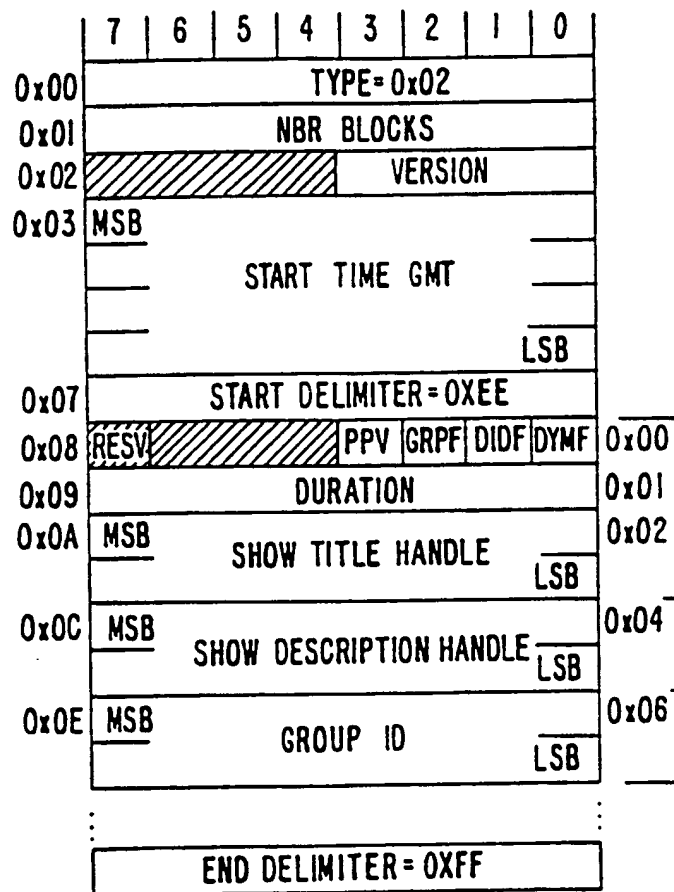 7 6 5 4 3 2 1 0
0x00 TYPE=0x02
0x01 NBR BLOCKS
0x02 VERSION
0x03 MSB
START TIME GMT
LSB
0x07 START DELIMITER=0XEE
0x08 RESV PPV GRPF DIDF DYMF 0x00
0x09 DURATION 0x01
0x0A MSB 0x02
SHOW TITLE HANDLE
LSB
0x0C MSB 0x04
SHOW DESCRIPTION HANDLE
LSB
0x0E MSB 0x06
GROUP ID
LSB
END DELIMITER=0XFF